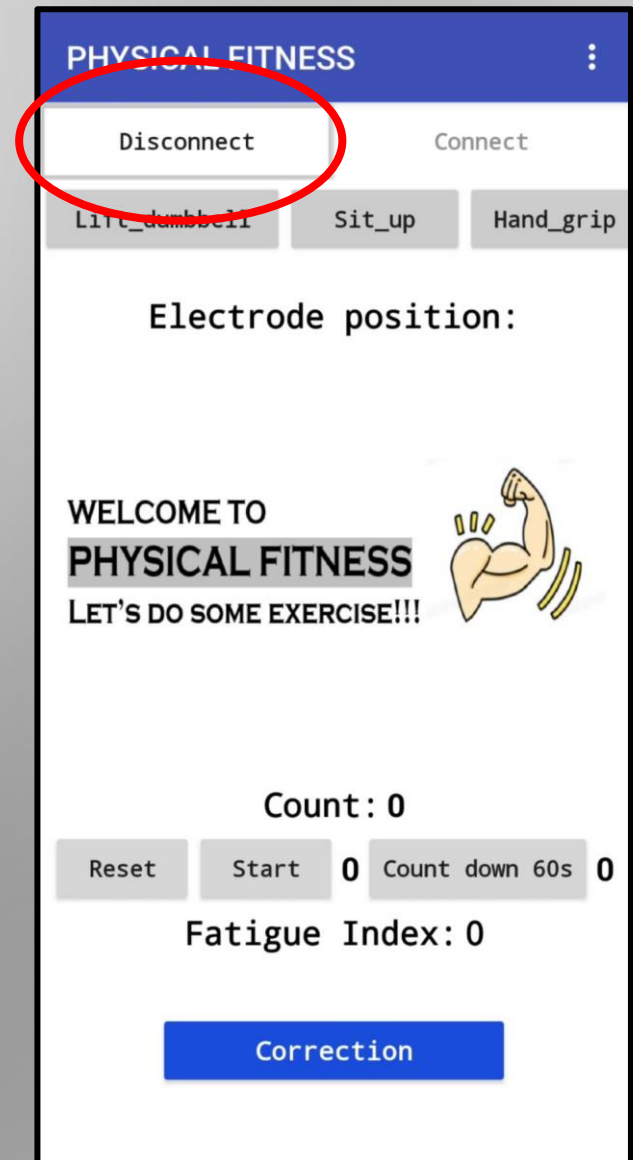 PHYSICAL FITNESS
Disconnect Connect
Lift_dumbbell Sit_up Hand_grip
Electrode position:
WELCOME TO
PHYSICAL FITNESS
LET'S DO SOME EXERCISE!!!
Count: 0
Reset Start 0 Count down 60s 0
Fatigue Index: 0
Correction